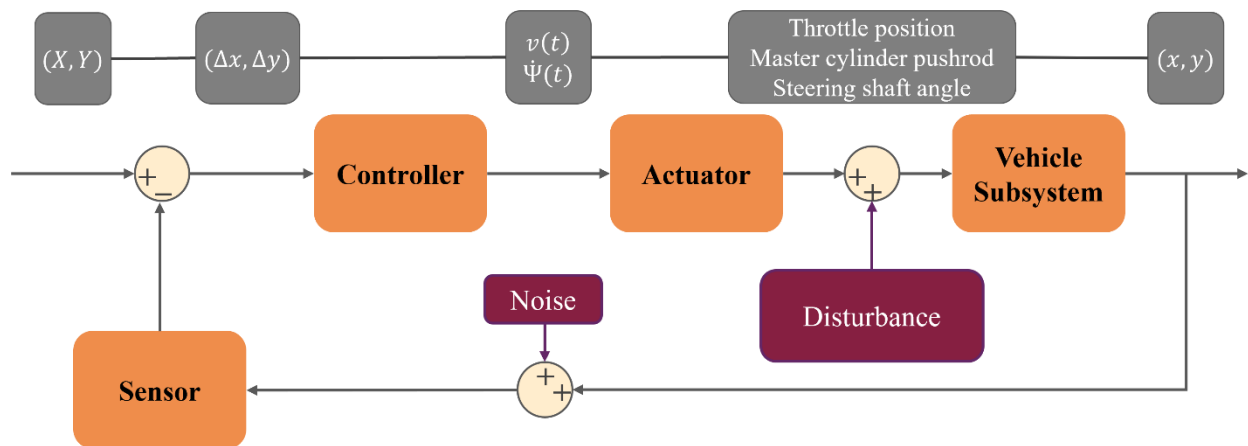 (X, Y)
(Δx, Δy)
v(t)
Ψ̇(t)
Throttle position
Master cylinder pushrod
Steering shaft angle
(x, y)
+
−
Controller
Actuator
+
+
Vehicle
Subsystem
Noise
Disturbance
+
+
Sensor